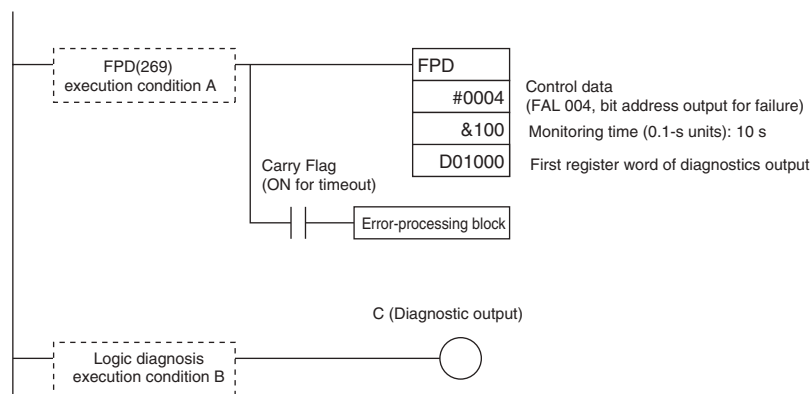 FPD(269)
execution condition A
FPD
#0004
&100
D01000
Control data
(FAL 004, bit address output for failure)
Monitoring time (0.1-s units): 10 s
First register word of diagnostics output
Carry Flag
(ON for timeout)
Error-processing block
C (Diagnostic output)
Logic diagnosis
execution condition B